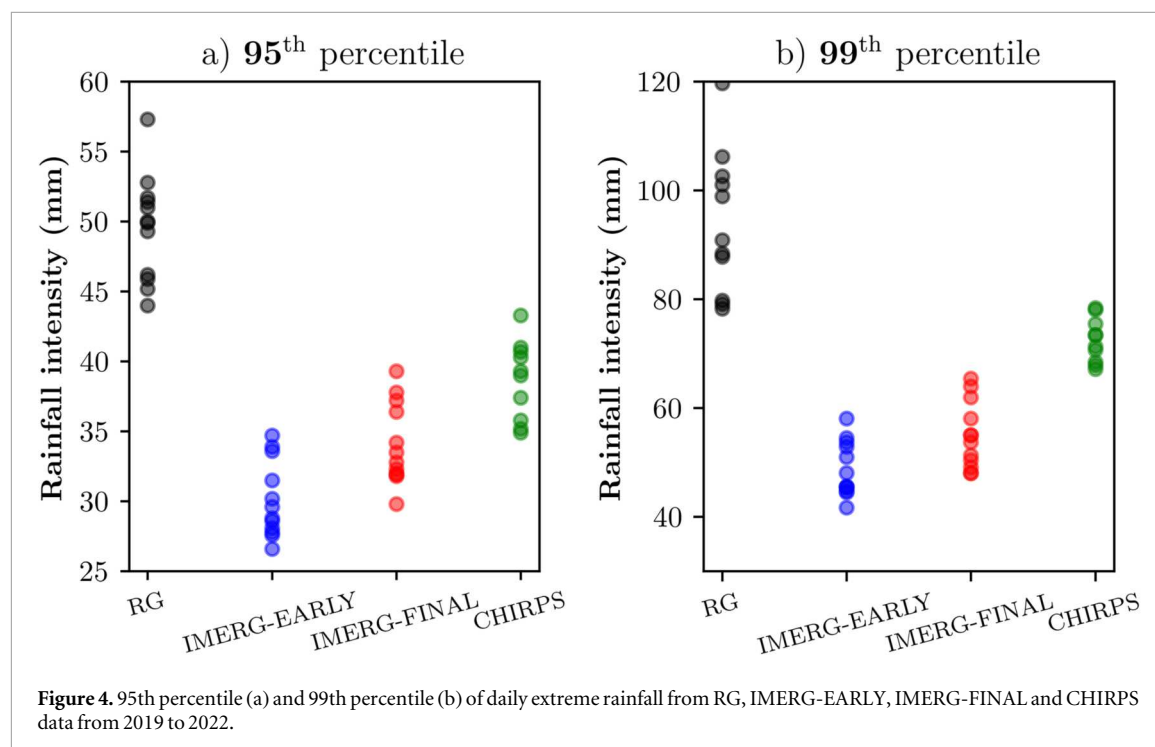 a) 95th percentile
60
55
50
45
40
35
30
25
Rainfall intensity (mm)
RG
IMERG-EARLY
IMERG-FINAL
CHIRPS
b) 99th percentile
120
100
80
60
40
Rainfall intensity (mm)
RG
IMERG-EARLY
IMERG-FINAL
CHIRPS
Figure 4. 95th percentile (a) and 99th percentile (b) of daily extreme rainfall from RG, IMERG-EARLY, IMERG-FINAL and CHIRPS
data from 2019 to 2022.